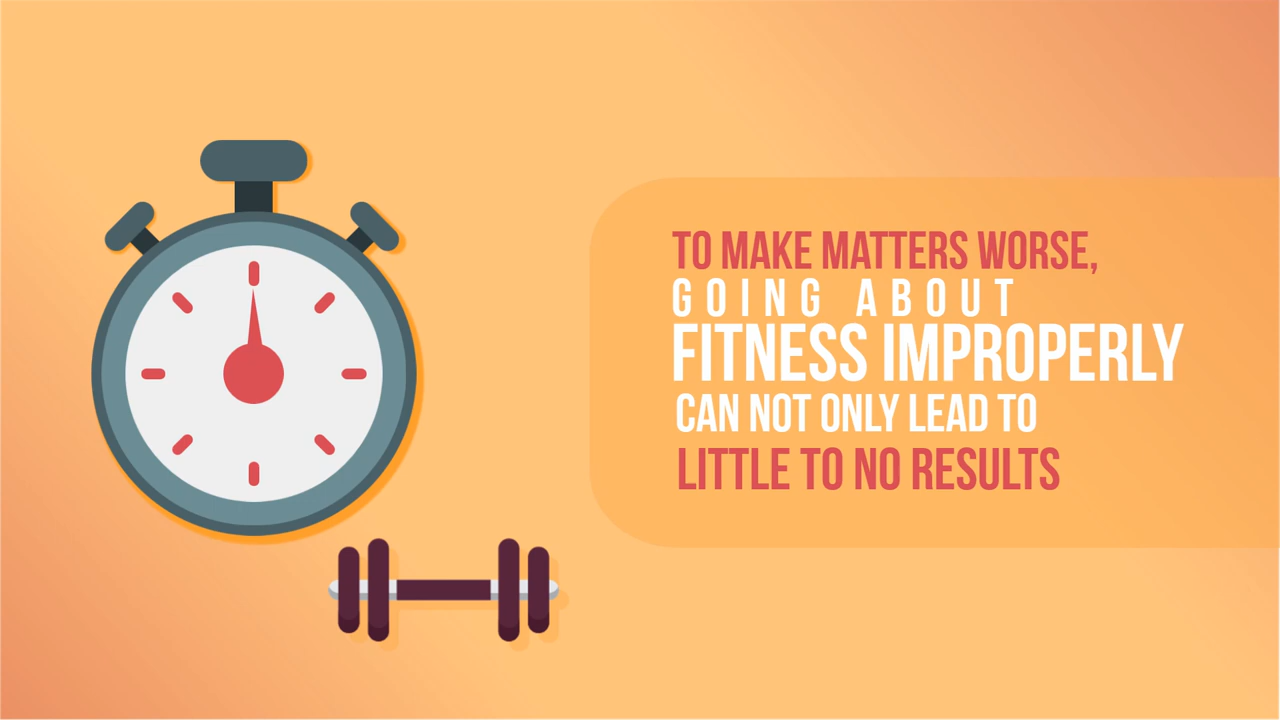 TO MAKE MATTERS WORSE,
GOING ABOUT
FITNESS IMPROPERLY
CAN NOT ONLY LEAD TO
LITTLE TO NO RESULTS